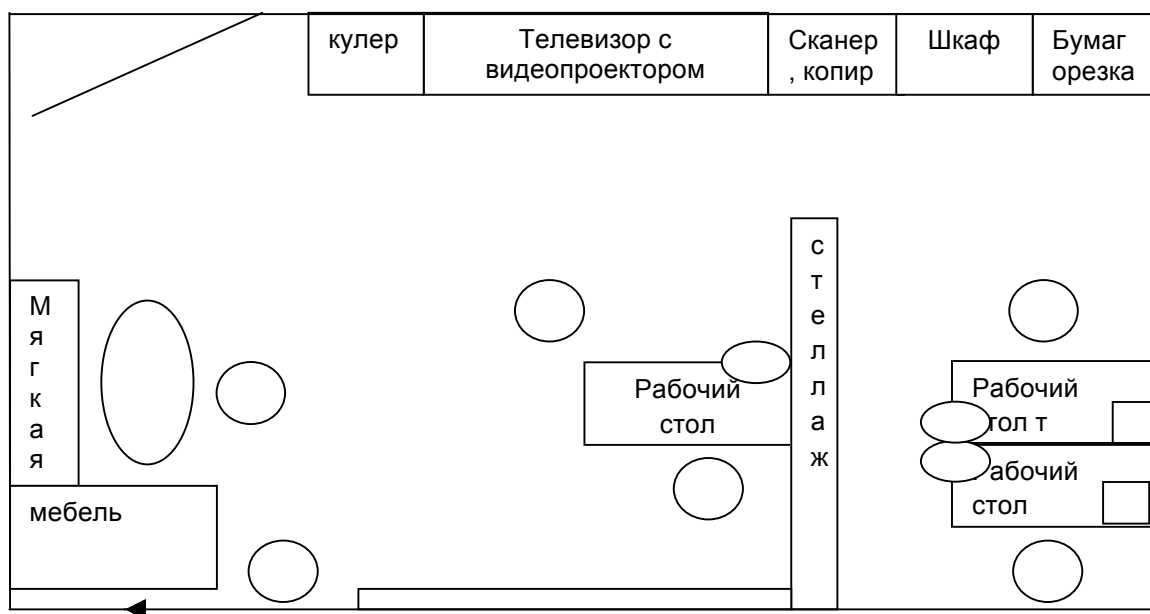 кулер
Телевизор с
видеопроектором
Сканер
, копир
Шкаф
Бумаг
орезка
М
я
г
к
а
я
мебель
Рабочий
стол
с
т
е
л
л
а
ж
Рабочий
тол т
абочий
стол